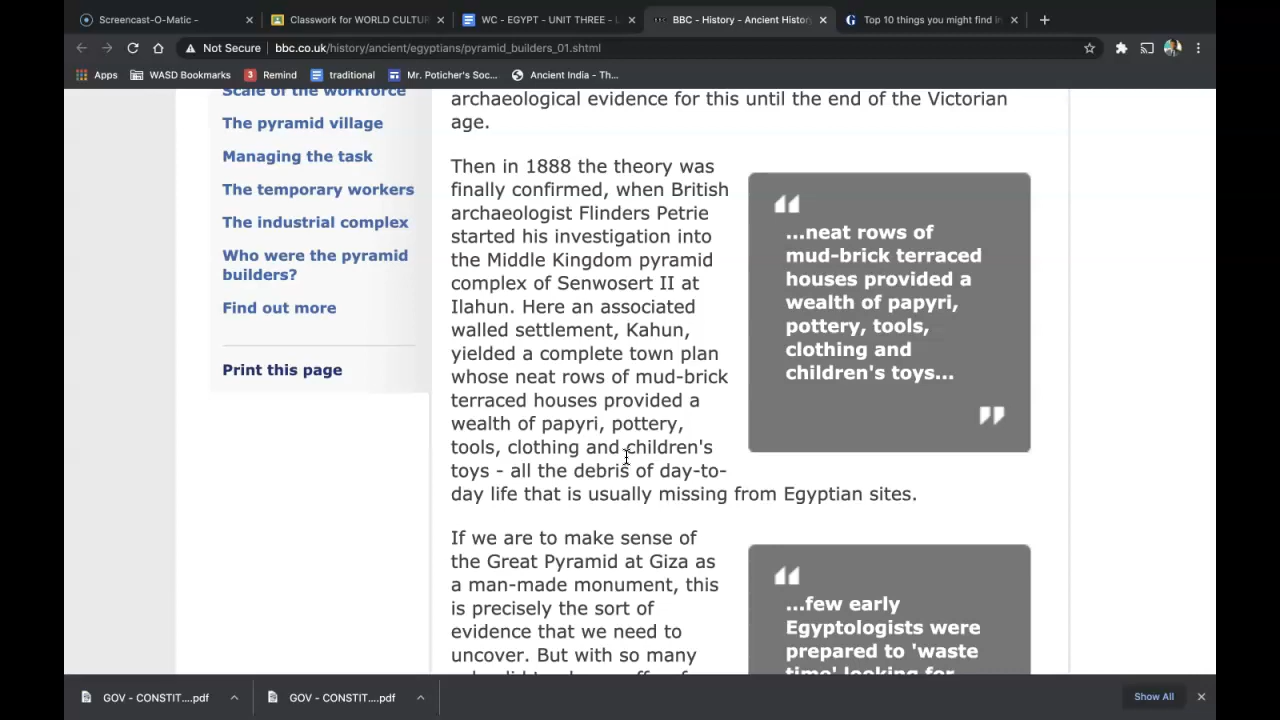 Screencast-O-Matic -
Classwork for WORLD CULTUR
WC - EGYPT - UNIT THREE - L
BBC - History - Ancient Histor
Top 10 things you might find in
Not Secure
bbc.co.uk/history/ancient/egyptians/pyramid_builders_01.shtml
Apps
WASD Bookmarks
3 Remind
traditional
Mr. Poticher's Soc...
Ancient India - Th...
Scale of the workforce
The pyramid village
Managing the task
The temporary workers
The industrial complex
Who were the pyramid
builders?
Find out more
Print this page
archaeological evidence for this until the end of the Victorian
age.
Then in 1888 the theory was
finally confirmed, when British
archaeologist Flinders Petrie
started his investigation into
the Middle Kingdom pyramid
complex of Senwosert II at
Ilahun. Here an associated
walled settlement, Kahun,
yielded a complete town plan
whose neat rows of mud-brick
terraced houses provided a
wealth of papyri, pottery,
tools, clothing and children's
toys - all the debris of day-to-
day life that is usually missing from Egyptian sites.
...neat rows of
mud-brick terraced
houses provided a
wealth of papyri,
pottery, tools,
clothing and
children's toys...
If we are to make sense of
the Great Pyramid at Giza as
a man-made monument, this
is precisely the sort of
evidence that we need to
uncover. But with so many
...few early
Egyptologists were
prepared to 'waste
time' looking for
GOV - CONSTIT....pdf
GOV - CONSTIT....pdf
Show All